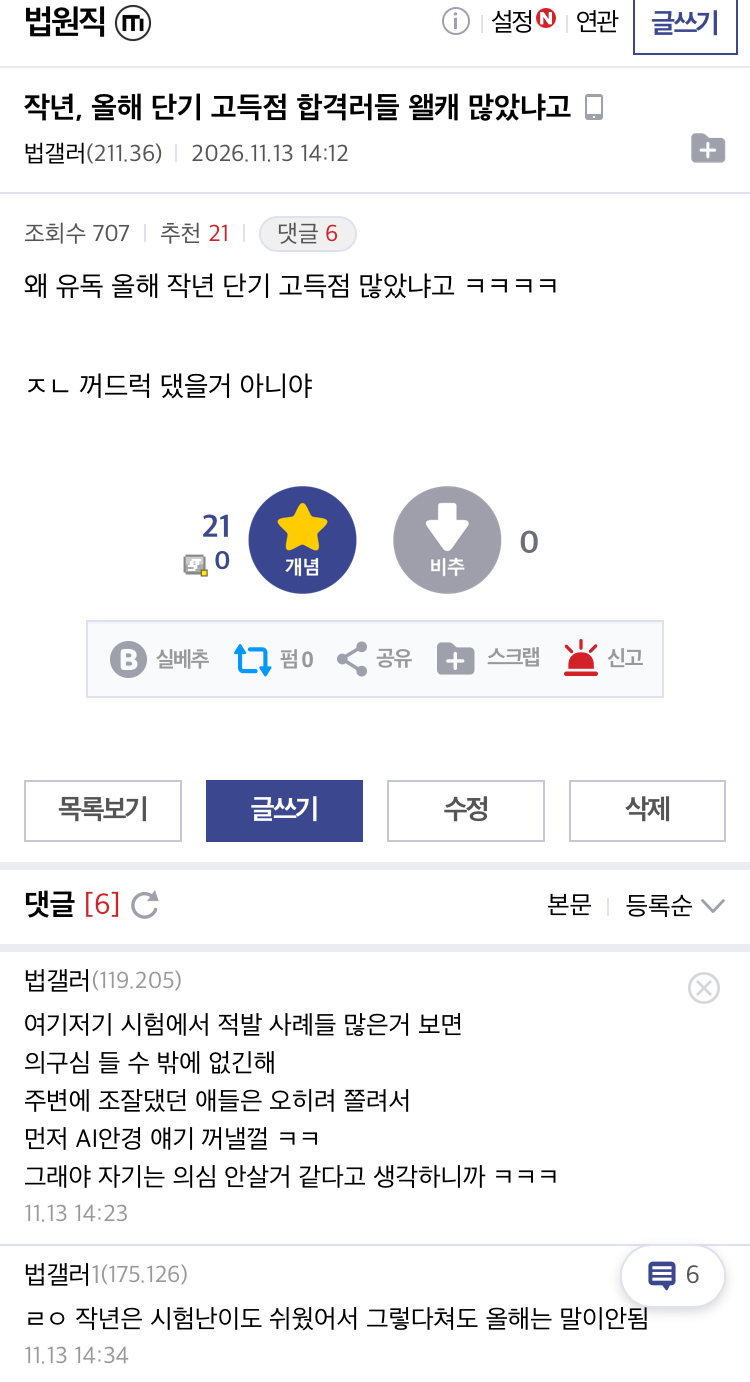 법원직 ⓜ
설정 N 연관 글쓰기
작년, 올해 단기 고득점 합격러들 왤캐 많았냐고
법갤러(211.36) 2026.11.13 14:12
조회수 707 추천 21 댓글 6
왜 유독 올해 작년 단기 고득점 많았냐고 ㅋㅋㅋㅋ
ㅈㄴ 꺼드럭 댔을거 아니야
21 개념
0
비추 0
B 실베추 펌 0 공유 스크랩 신고
목록보기 글쓰기 수정 삭제
댓글 [6] 본문 등록순
법갤러(119.205)
여기저기 시험에서 적발 사례들 많은거 보면
의구심 들 수 밖에 없긴해
주변에 조잘댔던 애들은 오히려 쫄려서
먼저 AI안경 얘기 꺼낼껄 ㅋㅋ
그래야 자기는 의심 안살거 같다고 생각하니까 ㅋㅋㅋ
11.13 14:23
법갤러1(175.126)
6
ㄹㅇ 작년은 시험난이도 쉬웠어서 그렇다쳐도 올해는 말이안됨
11.13 14:34